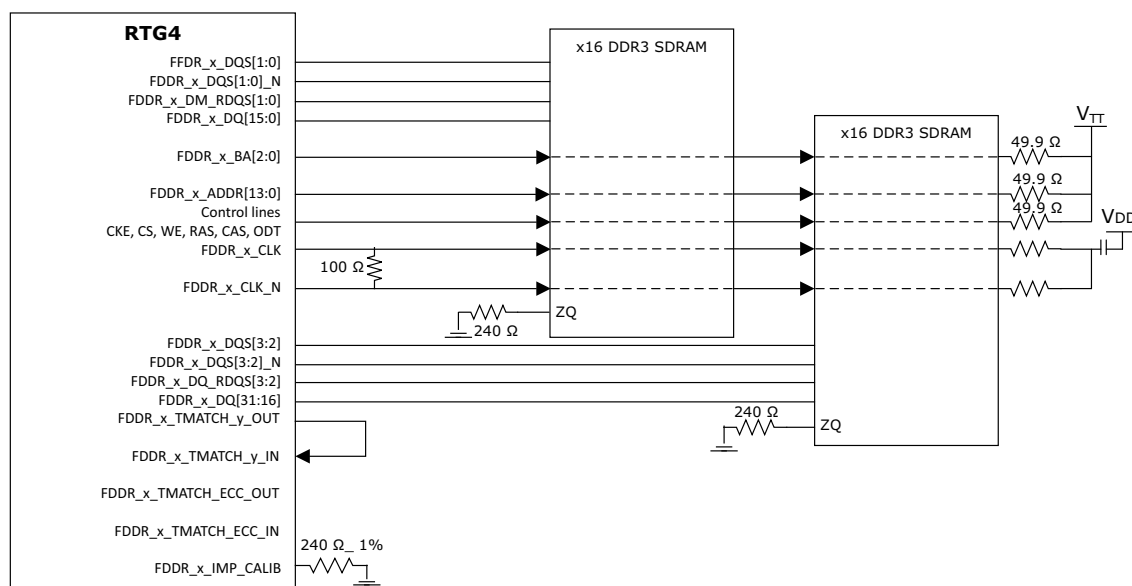 RTG4
FFDR_x_DQS[1:0]
FDDR_x_DQS[1:0]_N
FDDR_x_DM_RDQS[1:0]
FDDR_x_DQ[15:0]
FDDR_x_BA[2:0]
FDDR_x_ADDR[13:0]
Control lines
CKE, CS, WE, RAS, CAS, ODT
FDDR_x_CLK
100 Ω
FDDR_x_CLK_N
FDDR_x_DQS[3:2]
FDDR_x_DQS[3:2]_N
FDDR_x_DQ_RDQS[3:2]
FDDR_x_DQ[31:16]
FDDR_x_TMATCH_y_OUT
FDDR_x_TMATCH_y_IN
FDDR_x_TMATCH_ECC_OUT
FDDR_x_TMATCH_ECC_IN
FDDR_x_IMP_CALIB
240 Ω_ 1%
x16 DDR3 SDRAM
ZQ
240 Ω
x16 DDR3 SDRAM
ZQ
240 Ω
VTT
49.9 Ω
49.9 Ω
49.9 Ω
VDD